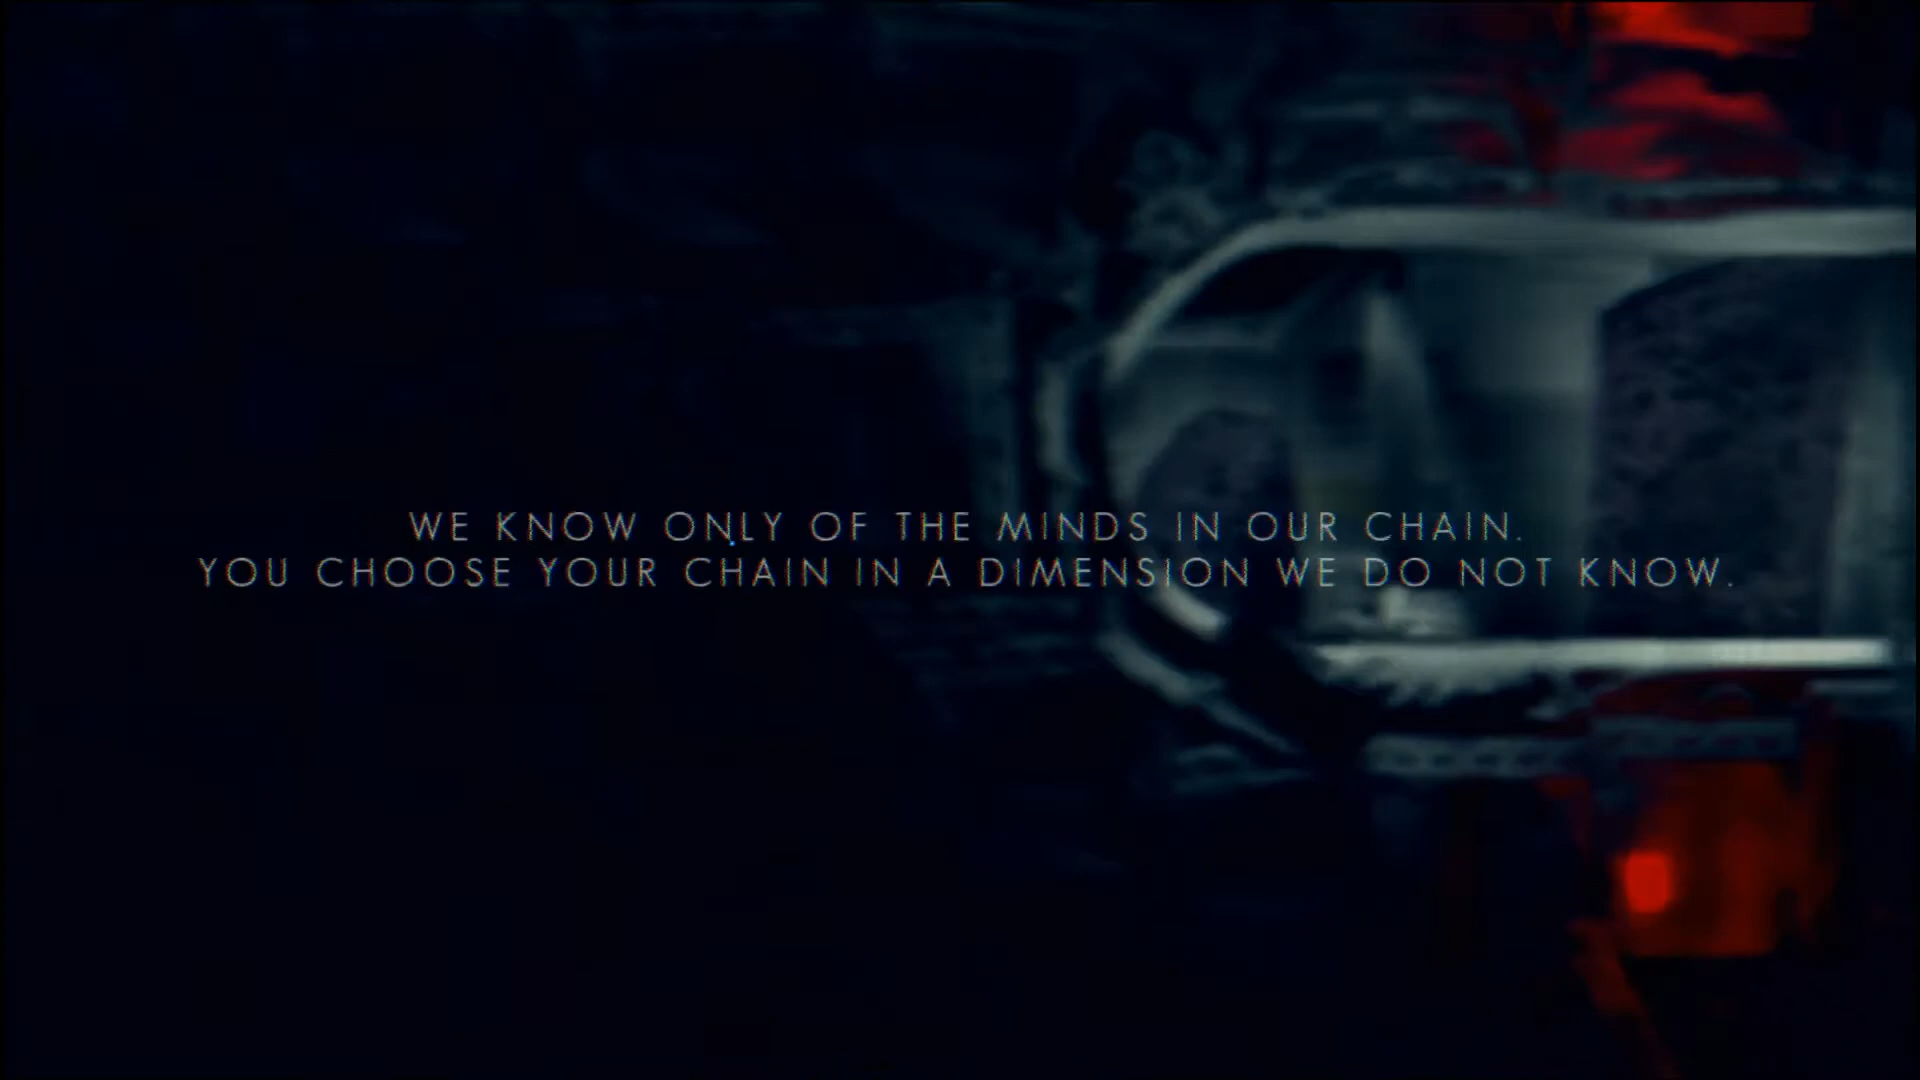 WE KNOW ONLY OF THE MINDS IN OUR CHAIN.
YOU CHOOSE YOUR CHAIN IN A DIMENSION WE DO NOT KNOW.